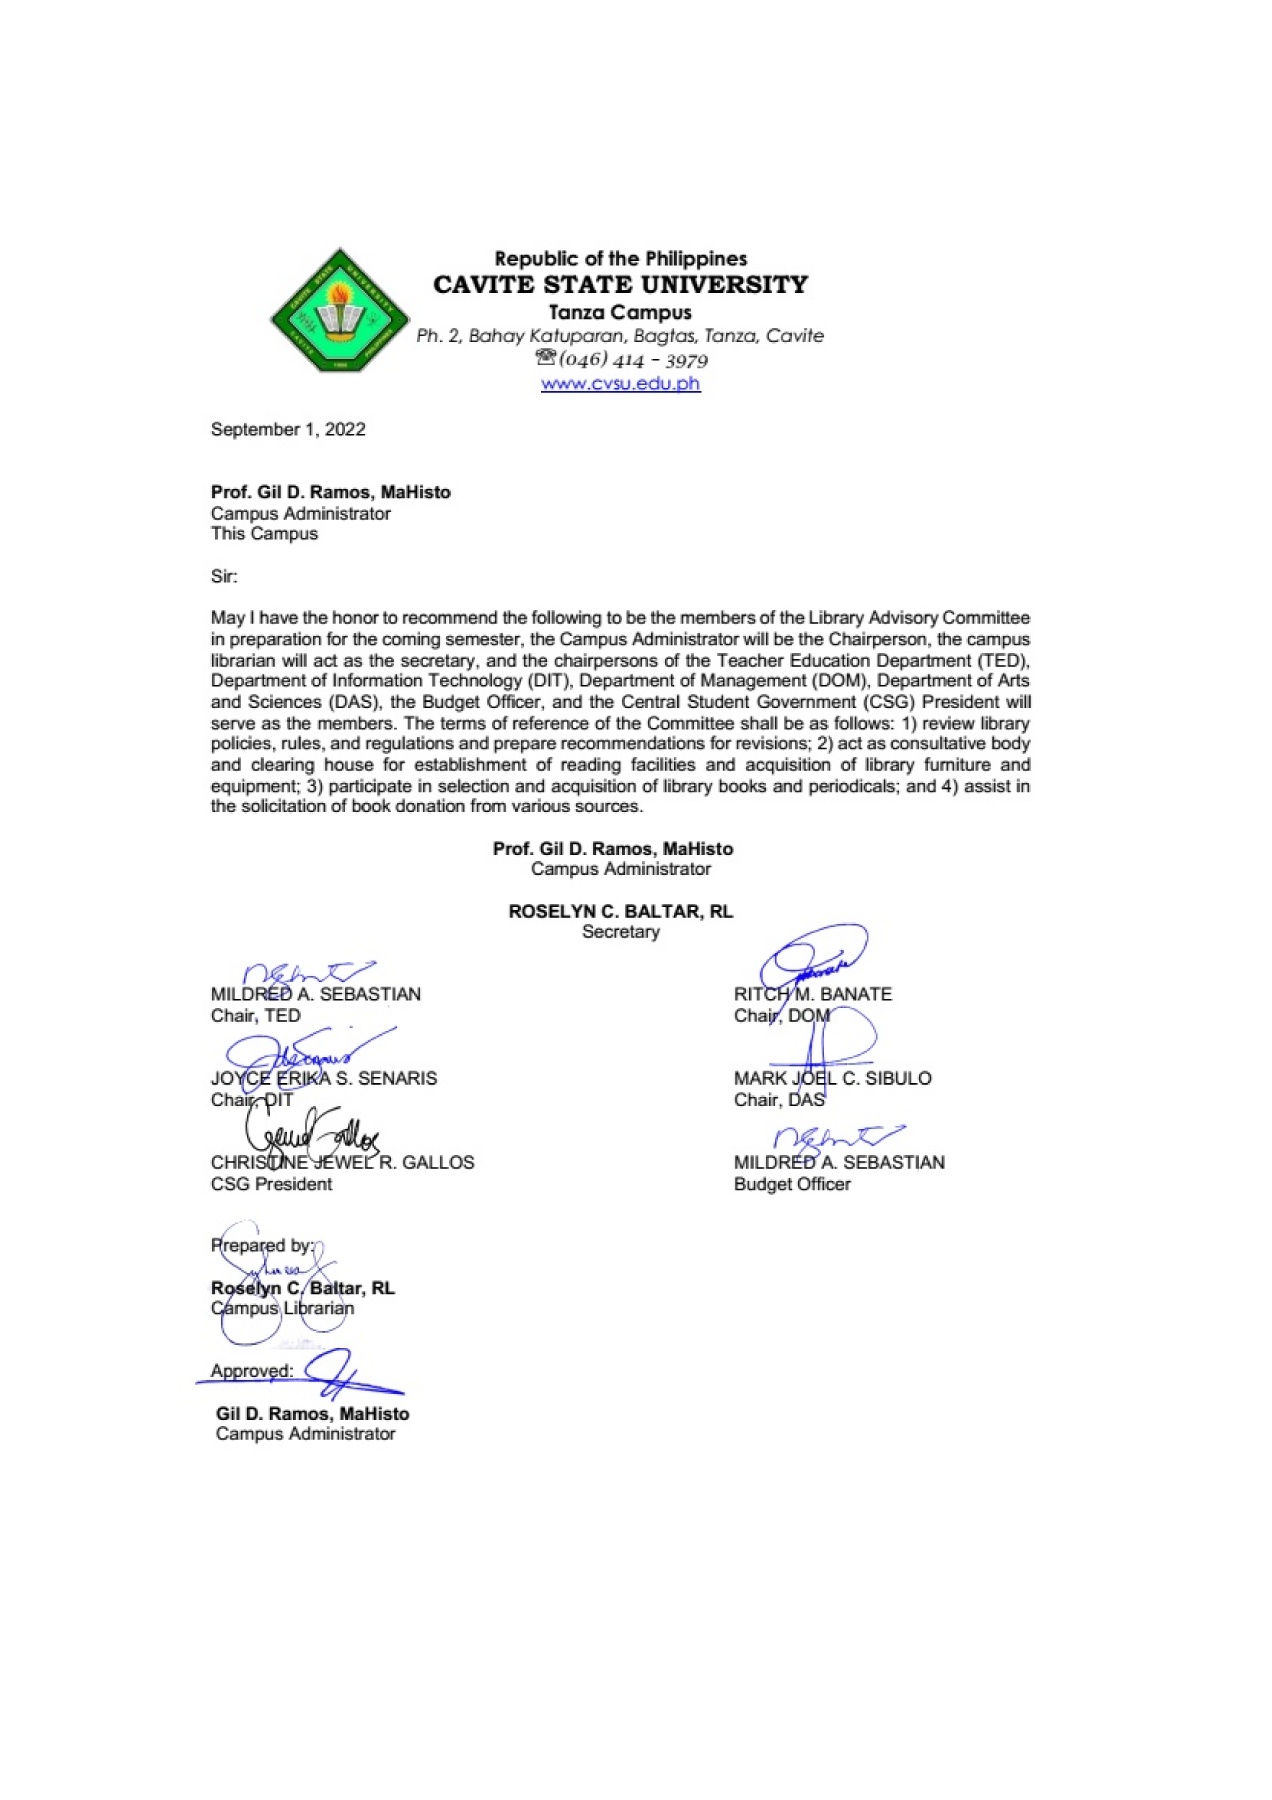 Republic of the Philippines
CAVITE STATE UNIVERSITY
Tanza Campus
Ph. 2, Bahay Katuparan, Bagtas, Tanza, Cavite
☏(046) 414 - 3979
www.cvsu.edu.ph
CAVITE STATE UNIVERSITY
CAVITE PHILIPPINES
September 1, 2022
Prof. Gil D. Ramos, MaHisto
Campus Administrator
This Campus
Sir:
May I have the honor to recommend the following to be the members of the Library Advisory Committee
in preparation for the coming semester, the Campus Administrator will be the Chairperson, the campus
librarian will act as the secretary, and the chairpersons of the Teacher Education Department (TED),
Department of Information Technology (DIT), Department of Management (DOM), Department of Arts
and Sciences (DAS), the Budget Officer, and the Central Student Government (CSG) President will
serve as the members. The terms of reference of the Committee shall be as follows: 1) review library
policies, rules, and regulations and prepare recommendations for revisions; 2) act as consultative body
and clearing house for establishment of reading facilities and acquisition of library furniture and
equipment; 3) participate in selection and acquisition of library books and periodicals; and 4) assist in
the solicitation of book donation from various sources.
Prof. Gil D. Ramos, MaHisto
Campus Administrator
ROSELYN C. BALTAR, RL
Secretary
MILDRED A. SEBASTIAN
Chair, TED
RITCH M. BANATE
Chair, DOM
JOYCE ERIKA S. SENARIS
Chair, DIT
MARK JOEL C. SIBULO
Chair, DAS
CHRISTINE JEWEL R. GALLOS
CSG President
MILDRED A. SEBASTIAN
Budget Officer
Prepared by:
Roselyn C. Baltar, RL
Campus Librarian
Approved:
Gil D. Ramos, MaHisto
Campus Administrator